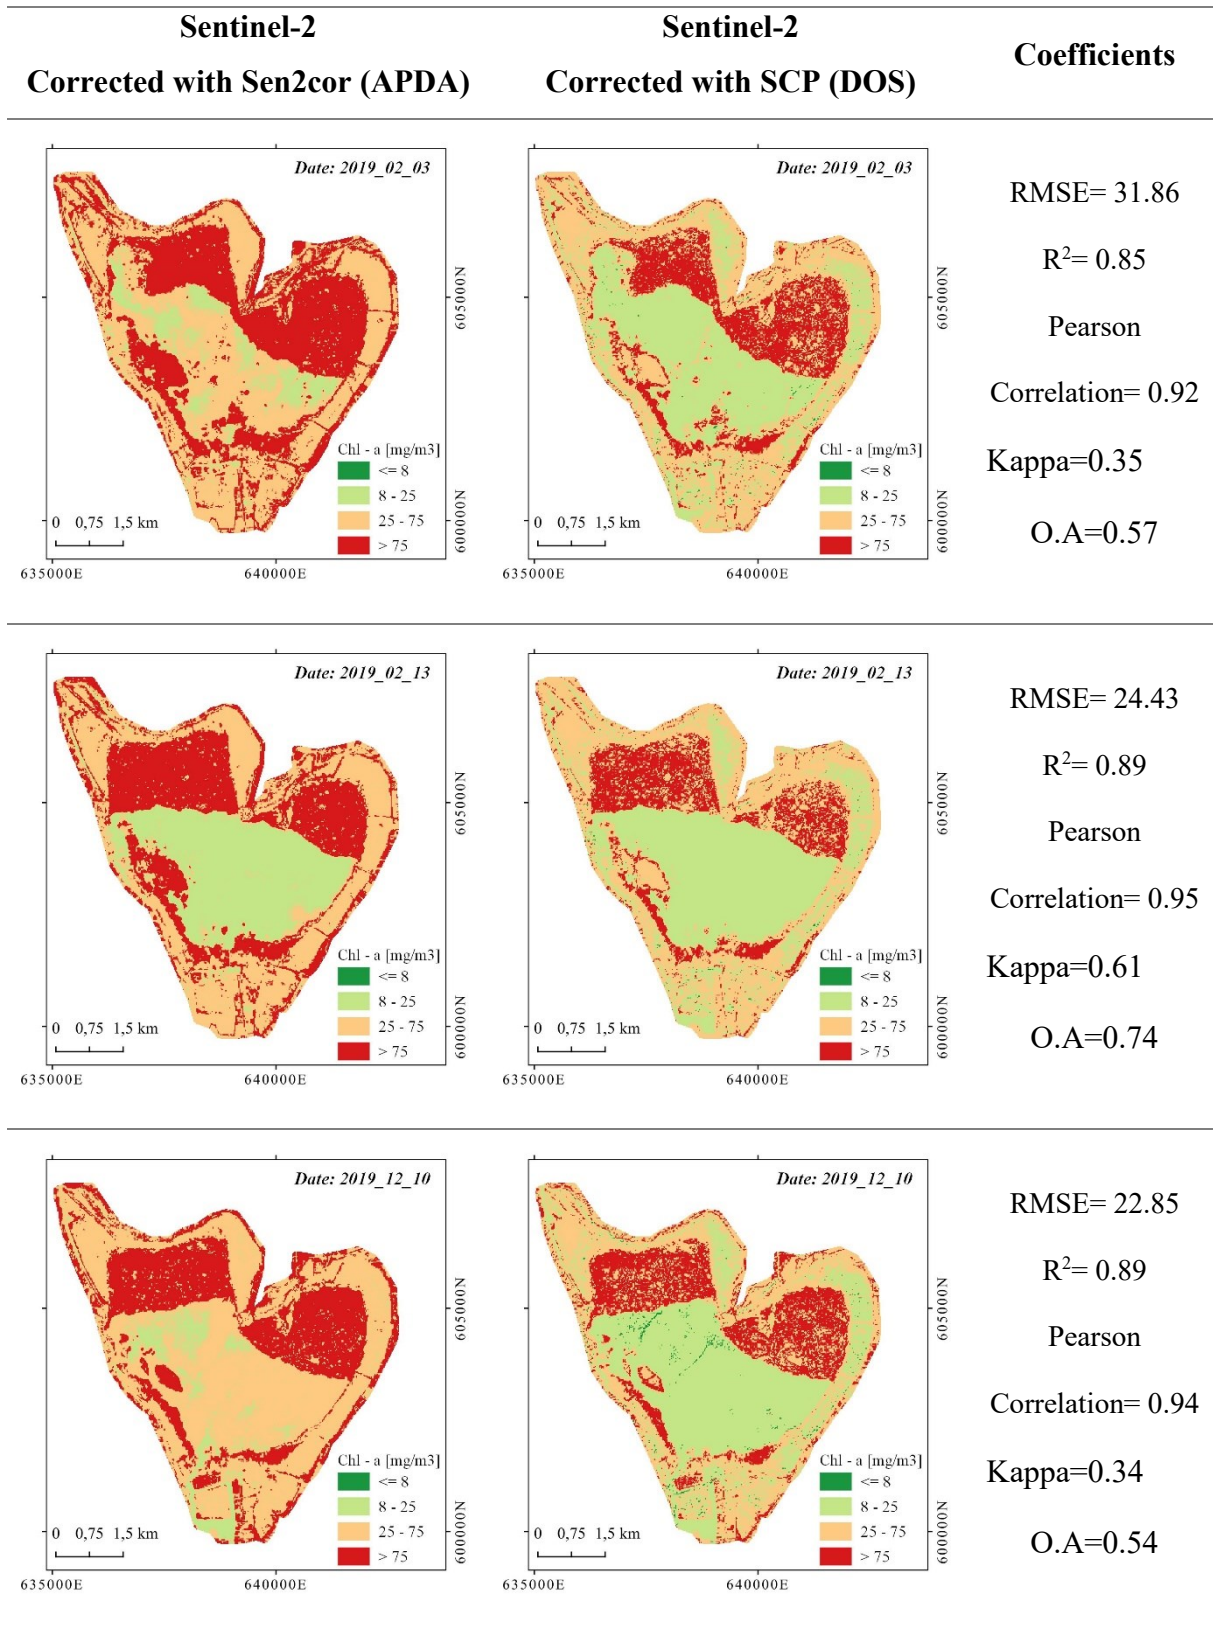 Sentinel-2
Corrected with Sen2cor (APDA)
Sentinel-2
Corrected with SCP (DOS)
Coefficients
Date: 2019_02_03
605000N
600000N
Chl - a [mg/m3]
<= 8
8 - 25
25 - 75
> 75
0 0,75 1,5 km
635000E 640000E
Date: 2019_02_03
605000N
600000N
Chl - a [mg/m3]
<= 8
8 - 25
25 - 75
> 75
0 0,75 1,5 km
635000E 640000E
RMSE= 31.86
R²= 0.85
Pearson
Correlation= 0.92
Kappa=0.35
O.A=0.57
Date: 2019_02_13
605000N
600000N
Chl - a [mg/m3]
<= 8
8 - 25
25 - 75
> 75
0 0,75 1,5 km
635000E 640000E
Date: 2019_02_13
605000N
600000N
Chl - a [mg/m3]
<= 8
8 - 25
25 - 75
> 75
0 0,75 1,5 km
635000E 640000E
RMSE= 24.43
R²= 0.89
Pearson
Correlation= 0.95
Kappa=0.61
O.A=0.74
Date: 2019_12_10
605000N
600000N
Chl - a [mg/m3]
<= 8
8 - 25
25 - 75
> 75
0 0,75 1,5 km
635000E 640000E
Date: 2019_12_10
605000N
600000N
Chl - a [mg/m3]
<= 8
8 - 25
25 - 75
> 75
0 0,75 1,5 km
635000E 640000E
RMSE= 22.85
R²= 0.89
Pearson
Correlation= 0.94
Kappa=0.34
O.A=0.54